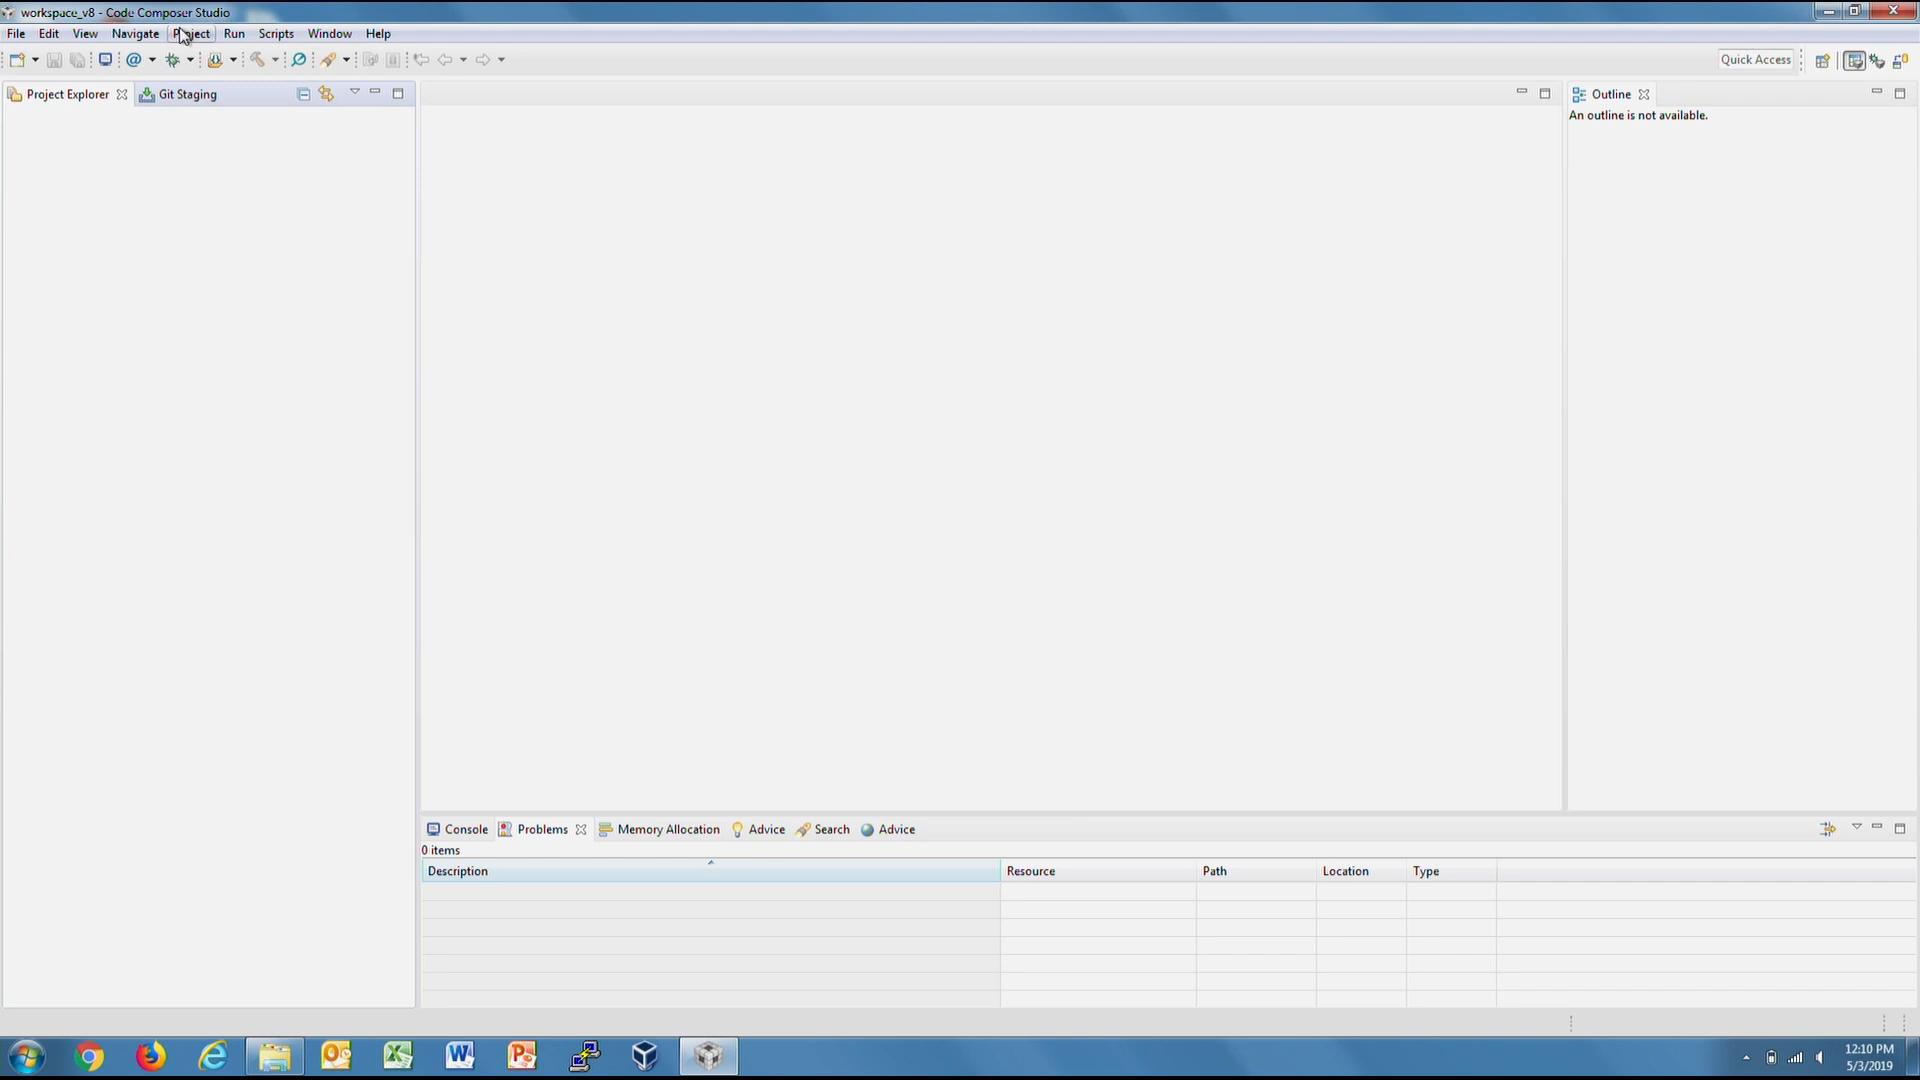 workspace_v8 - Code Composer Studio
File Edit View Navigate Project Run Scripts Window Help
Quick Access
Project Explorer Git Staging
Outline
An outline is not available.
Console Problems Memory Allocation Advice Search Advice
0 items
Description Resource Path Location Type
12:10 PM
5/3/2019